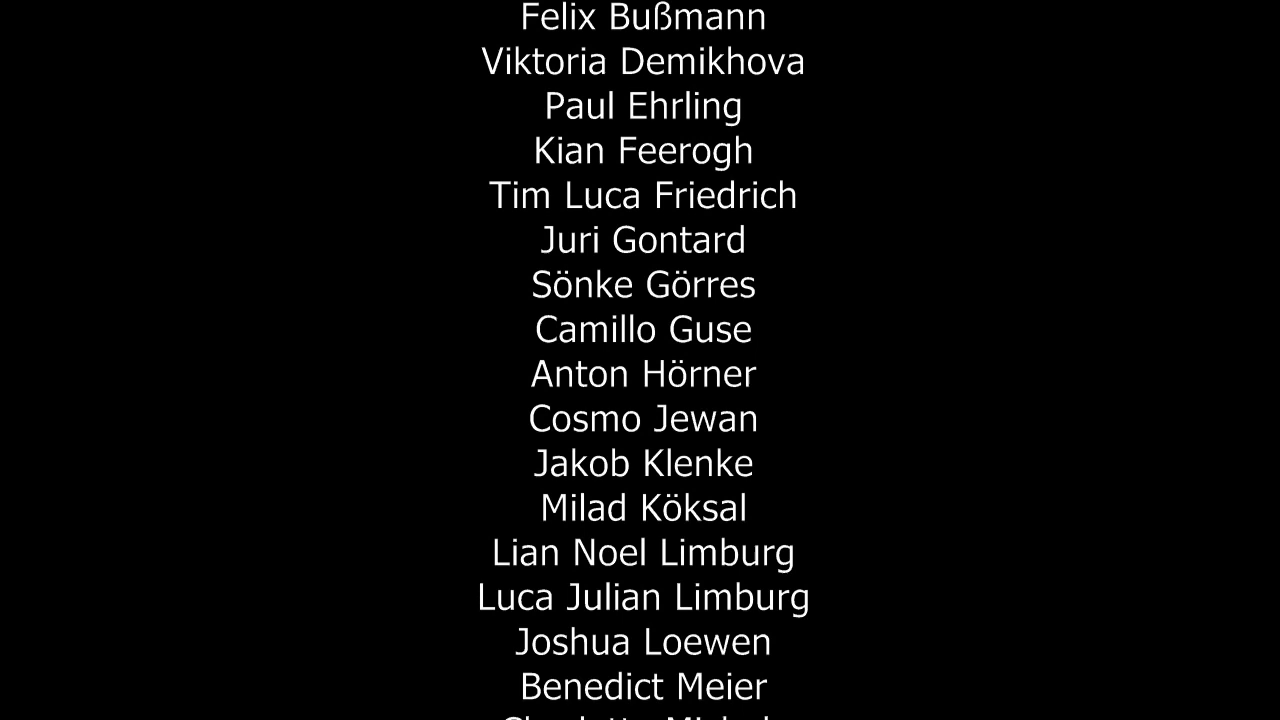 Felix Bußmann
Viktoria Demikhova
Paul Ehrling
Kian Feerogh
Tim Luca Friedrich
Juri Gontard
Sönke Görres
Camillo Guse
Anton Hörner
Cosmo Jewan
Jakob Klenke
Milad Köksal
Lian Noel Limburg
Luca Julian Limburg
Joshua Loewen
Benedict Meier